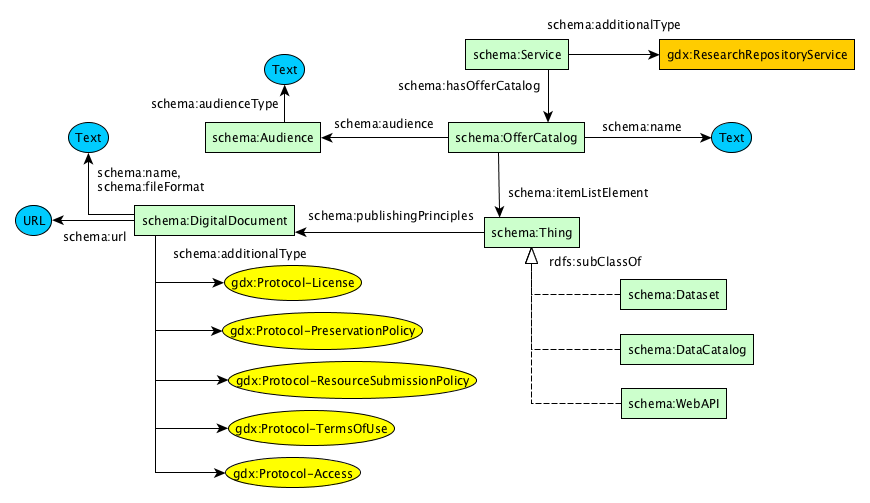 schema:additionalType
schema:Service
gdx:ResearchRepositoryService
Text
schema:hasOfferCatalog
schema:audienceType
schema:audience
schema:name
Text
schema:Audience
schema:OfferCatalog
Text
schema:name,
schema:fileFormat
schema:itemListElement
URL
schema:DigitalDocument
schema:publishingPrinciples
schema:url
schema:Thing
schema:additionalType
rdfs:subClassOf
gdx:Protocol-License
schema:Dataset
gdx:Protocol-PreservationPolicy
schema:DataCatalog
gdx:Protocol-ResourceSubmissionPolicy
schema:WebAPI
gdx:Protocol-TermsOfUse
gdx:Protocol-Access